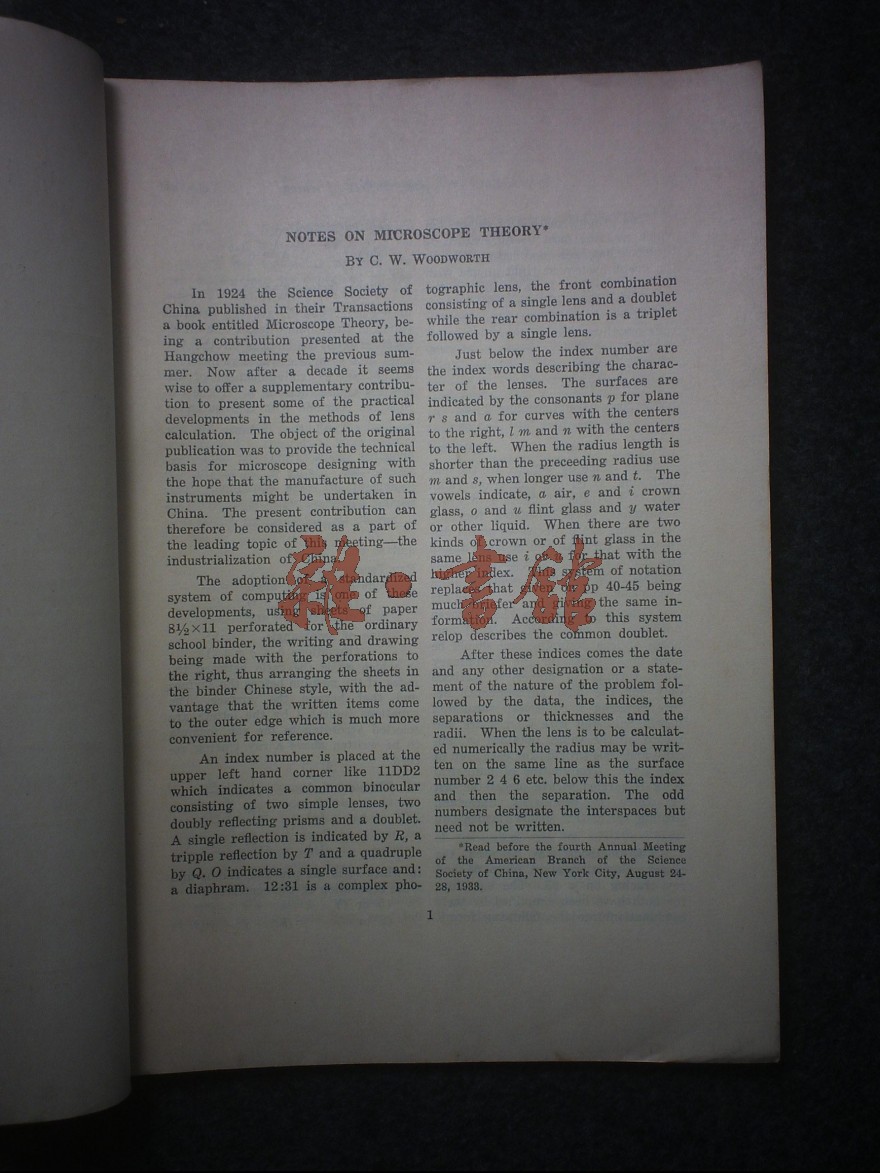 NOTES ON MICROSCOPE THEORY*
BY C. W. WOODWORTH
In 1924 the Science Society of
China published in their Transactions
a book entitled Microscope Theory, be-
ing a contribution presented at the
Hangchow meeting the previous sum-
mer. Now after a decade it seems
wise to offer a supplementary contribu-
tion to present some of the practical
developments in the methods of lens
calculation. The object of the original
publication was to provide the technical
basis for microscope designing with
the hope that the manufacture of such
instruments might be undertaken in
China. The present contribution can
therefore be considered as a part of
the leading topic of this meeting—the
industrialization of China.
The adoption of a standardized
system of computing is one of these
developments, using sheets of paper
8½×11 perforated for the ordinary
school binder, the writing and drawing
being made with the perforations to
the right, thus arranging the sheets in
the binder Chinese style, with the ad-
vantage that the written items come
to the outer edge which is much more
convenient for reference.
An index number is placed at the
upper left hand corner like 11DD2
which indicates a common binocular
consisting of two simple lenses, two
doubly reflecting prisms and a doublet.
A single reflection is indicated by R, a
tripple reflection by T and a quadruple
by Q. O indicates a single surface and:
a diaphram. 12:31 is a complex pho-
tographic lens, the front combination
consisting of a single lens and a doublet
while the rear combination is a triplet
followed by a single lens.
Just below the index number are
the index words describing the charac-
ter of the lenses. The surfaces are
indicated by the consonants p for plane
r s and a for curves with the centers
to the right, l m and n with the centers
to the left. When the radius length is
shorter than the preceeding radius use
m and s, when longer use n and t. The
vowels indicate, a air, e and i crown
glass, o and u flint glass and y water
or other liquid. When there are two
kinds of crown or of flint glass in the
same lens use i or u for that with the
higher index. This system of notation
replaces that given on pp 40-45 being
much briefer and giving the same in-
formation. According to this system
relop describes the common doublet.
After these indices comes the date
and any other designation or a state-
ment of the nature of the problem fol-
lowed by the data, the indices, the
separations or thicknesses and the
radii. When the lens is to be calculat-
ed numerically the radius may be writ-
ten on the same line as the surface
number 2 4 6 etc. below this the index
and then the separation. The odd
numbers designate the interspaces but
need not be written.
*Read before the fourth Annual Meeting
of the American Branch of the Science
Society of China, New York City, August 24-
28, 1933.
1